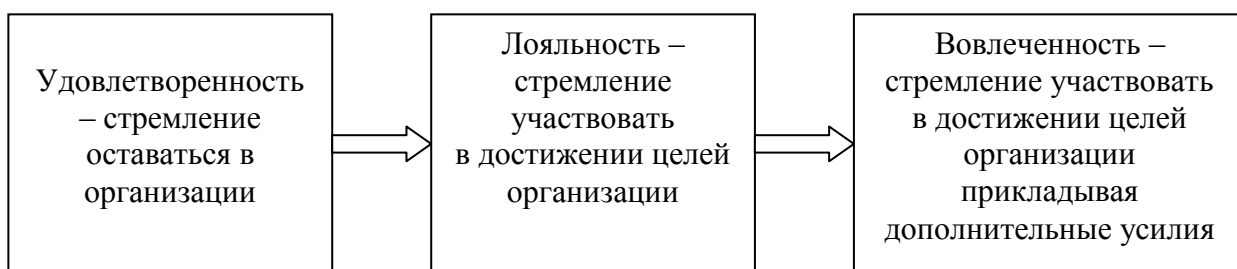 Удовлетворенность
– стремление
оставаться в
организации
Лояльность –
стремление
участвовать
в достижении целей
организации
Вовлеченность –
стремление участвовать
в достижении целей
организации
прикладывая
дополнительные усилия